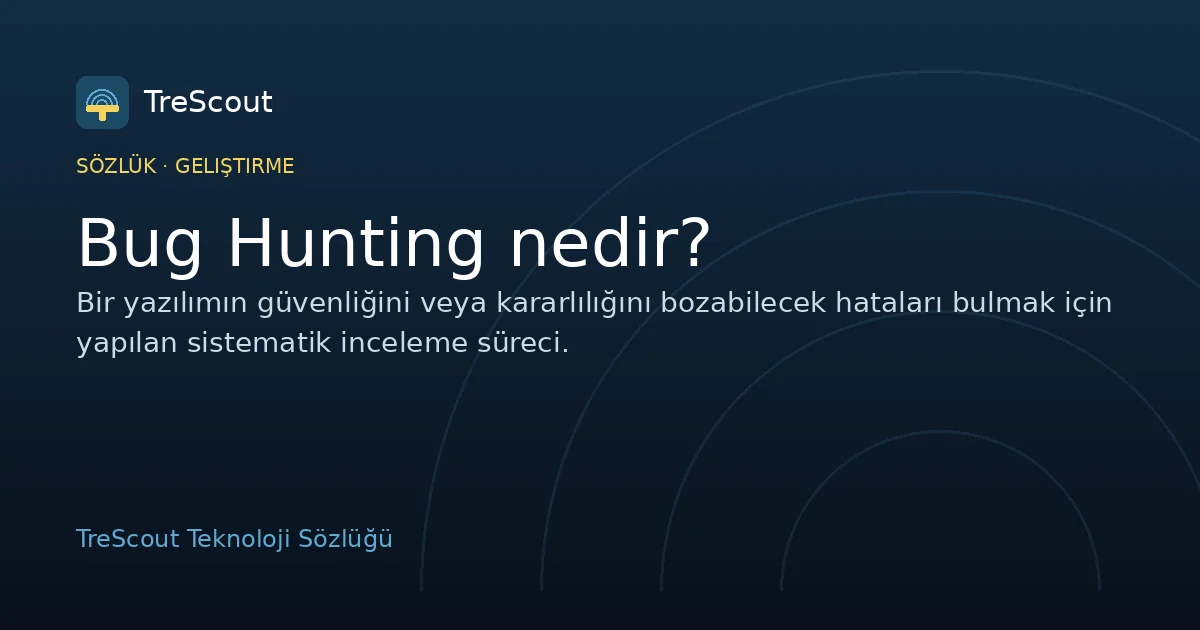 TreScout
SÖZLÜK · GELIŞTIRME
Bug Hunting nedir?
Bir yazılımın güvenliğini veya kararlılığını bozabilecek hataları bulmak için
yapılan sistematik inceleme süreci.
TreScout Teknoloji Sözlüğü